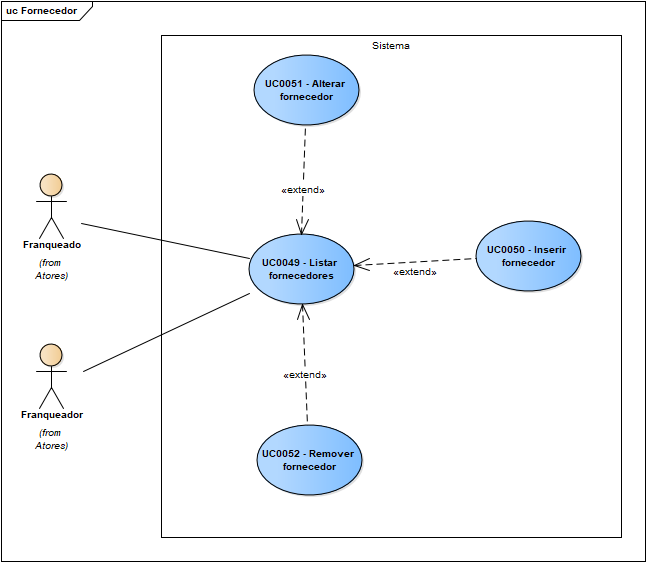 uc Fornecedor
Sistema
UC0051 - Alterar
fornecedor
«extend»
Franqueado
(from
Atores)
UC0049 - Listar
fornecedores
UC0050 - Inserir
fornecedor
«extend»
«extend»
Franqueador
(from
Atores)
UC0052 - Remover
fornecedor